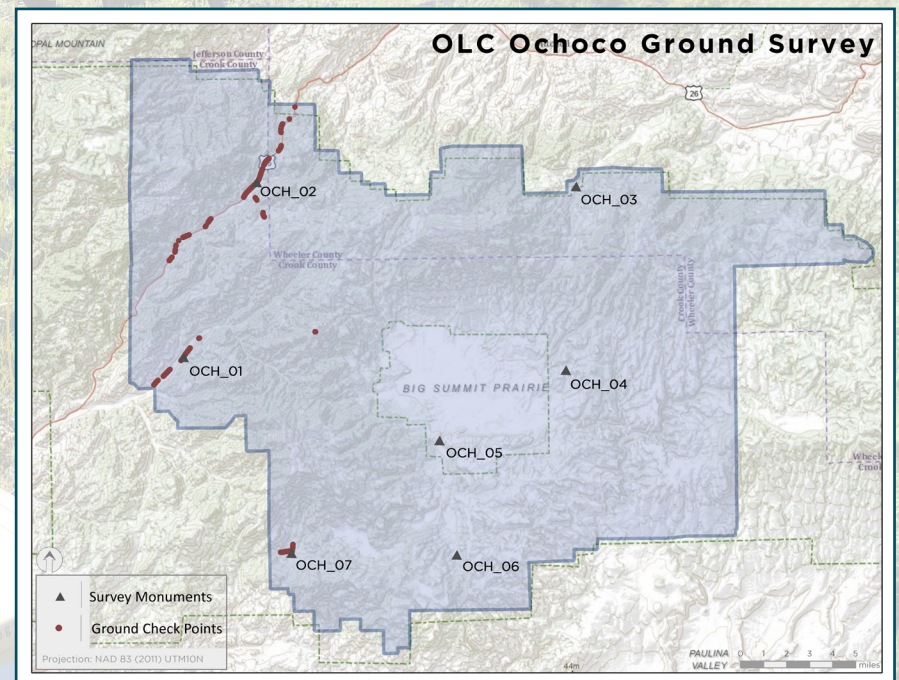 OLC Ochoco Ground Survey
OPAL MOUNTAIN
Jefferson County
Crook County
26
OCH_02
OCH_03
Wheeler County
Crook County
Crook County
Wheeler County
OCH_01
OCH_04
BIG SUMMIT PRAIRIE
OCH_05
OCH_07
OCH_06
Survey Monuments
Ground Check Points
Projection: NAD 83 (2011) UTM10N
44m
PAULINA
VALLEY
0 1 2 3 4 5
miles